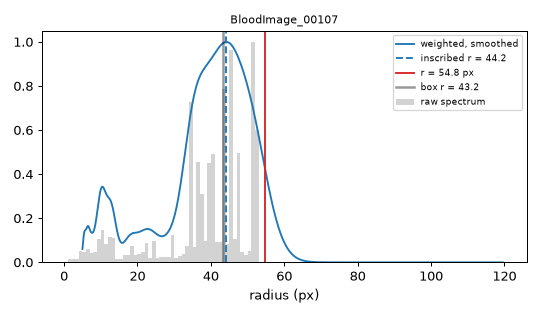 BloodImage_00107
weighted, smoothed
inscribed r = 44.2
r = 54.8 px
box r = 43.2
raw spectrum
1.0
0.8
0.6
0.4
0.2
0.0
0 20 40 60 80 100 120
radius (px)